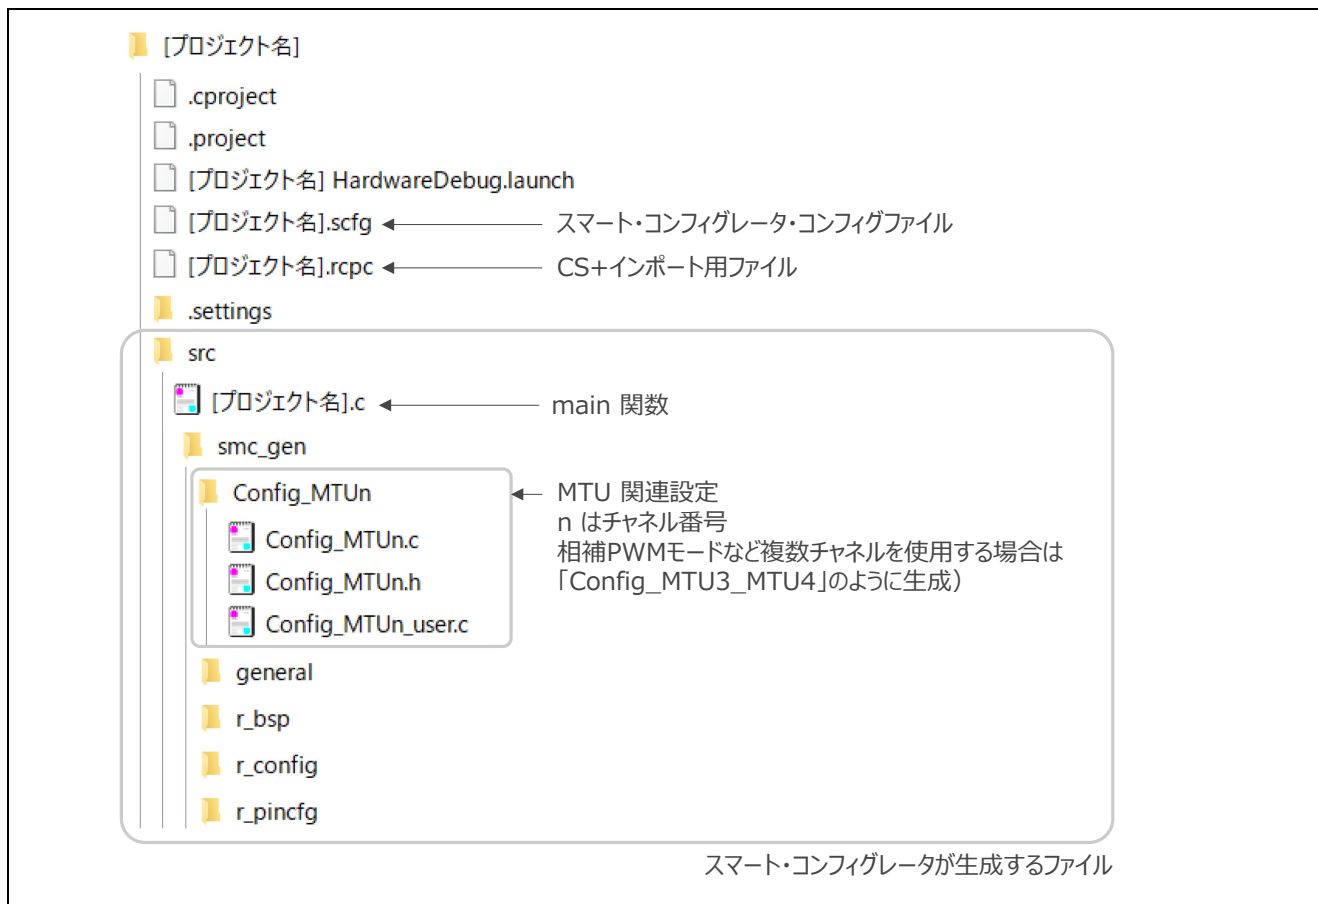 [プロジェクト名]
.cproject
.project
[プロジェクト名] HardwareDebug.launch
[プロジェクト名].scfg スマート・コンフィグレータ・コンフィグファイル
[プロジェクト名].rcpc CS+インポート用ファイル
.settings
src
[プロジェクト名].c main 関数
smc_gen
Config_MTUn MTU 関連設定
n はチャネル番号
Config_MTUn.c 相補PWMモードなど複数チャネルを使用する場合は
Config_MTUn.h 「Config_MTU3_MTU4」のように生成)
Config_MTUn_user.c
general
r_bsp
r_config
r_pincfg
スマート・コンフィグレータが生成するファイル